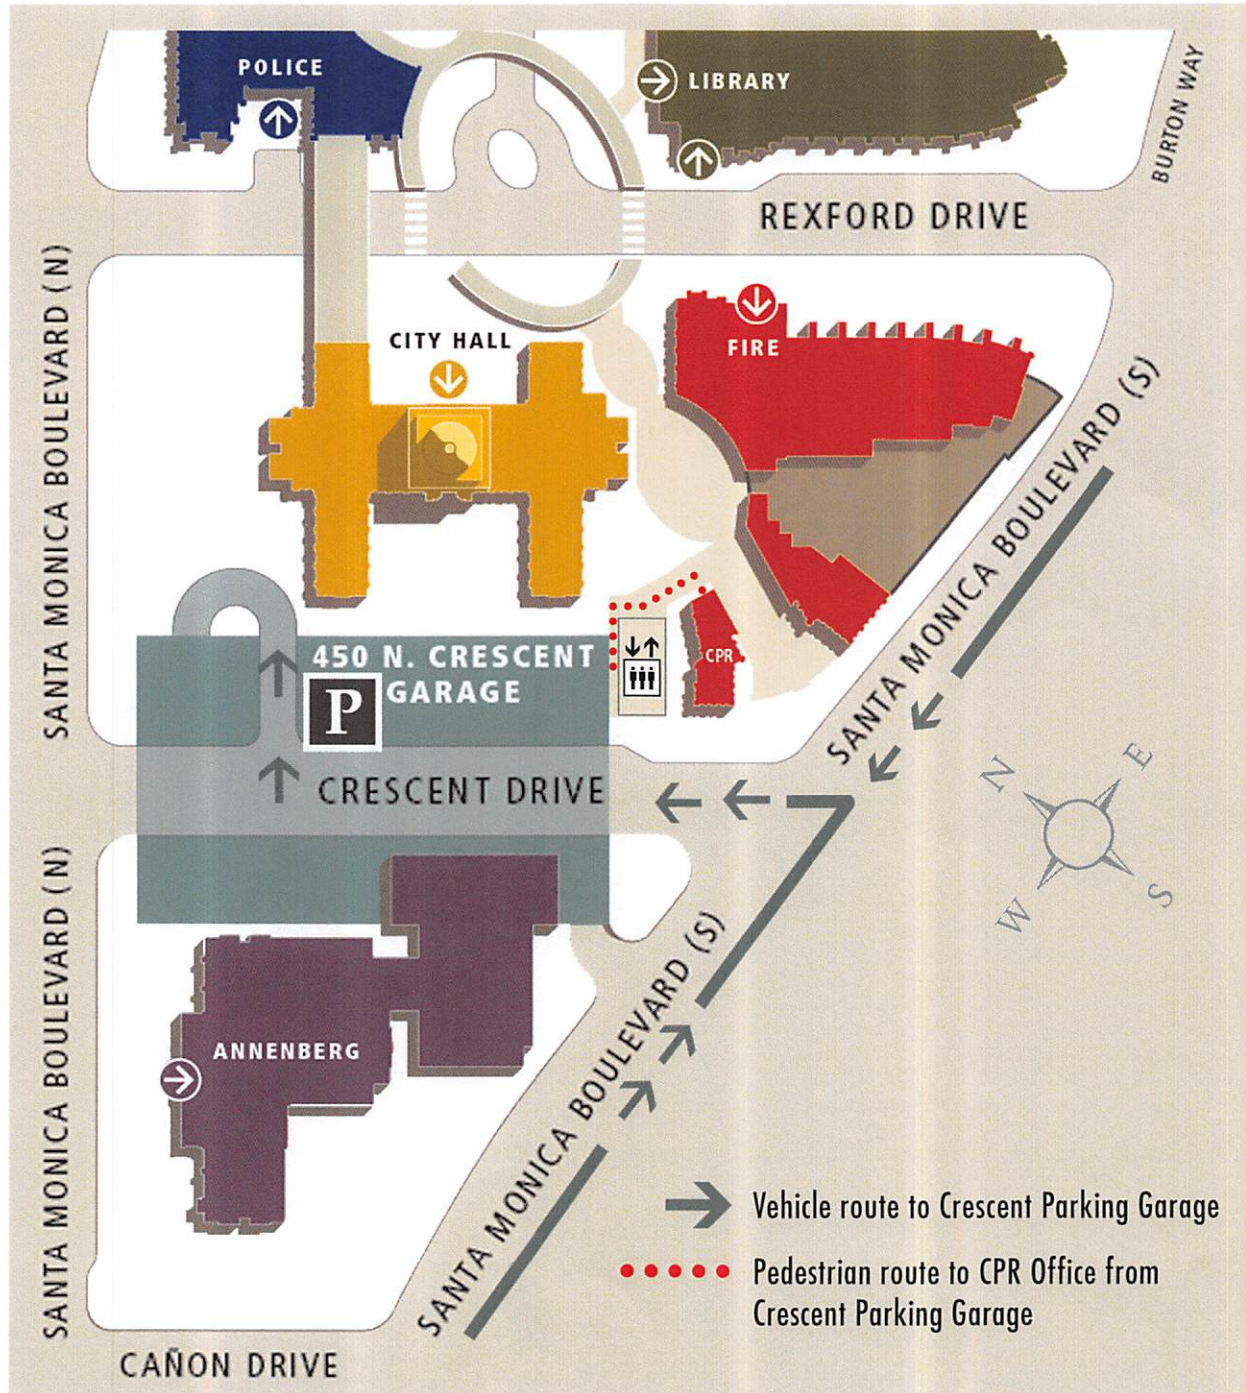 POLICE
LIBRARY
BURTON WAY
REXFORD DRIVE
SANTA MONICA BOULEVARD (N)
CITY HALL
FIRE
SANTA MONICA BOULEVARD (S)
450 N. CRESCENT
GARAGE
P
CPR
CRESCENT DRIVE
N
E
W
S
SANTA MONICA BOULEVARD (N)
ANNENBERG
SANTA MONICA BOULEVARD (S)
Vehicle route to Crescent Parking Garage
Pedestrian route to CPR Office from
Crescent Parking Garage
CAÑON DRIVE